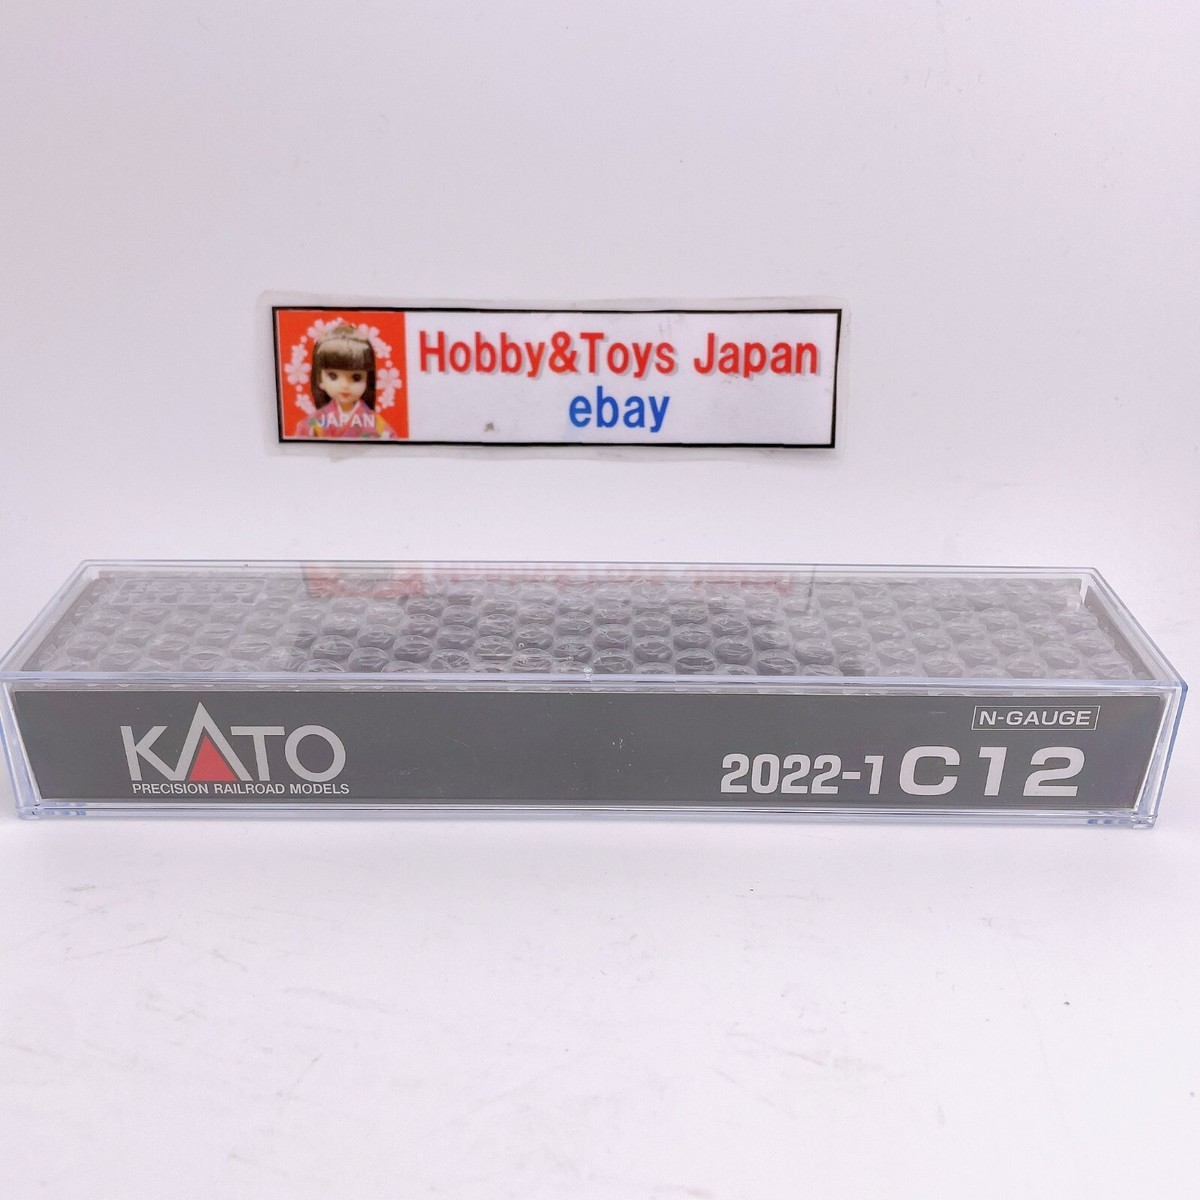 Hobby&Toys Japan
ebay
JAPAN
KATO
PRECISION RAILROAD MODELS
N-GAUGE
2022-1 C12